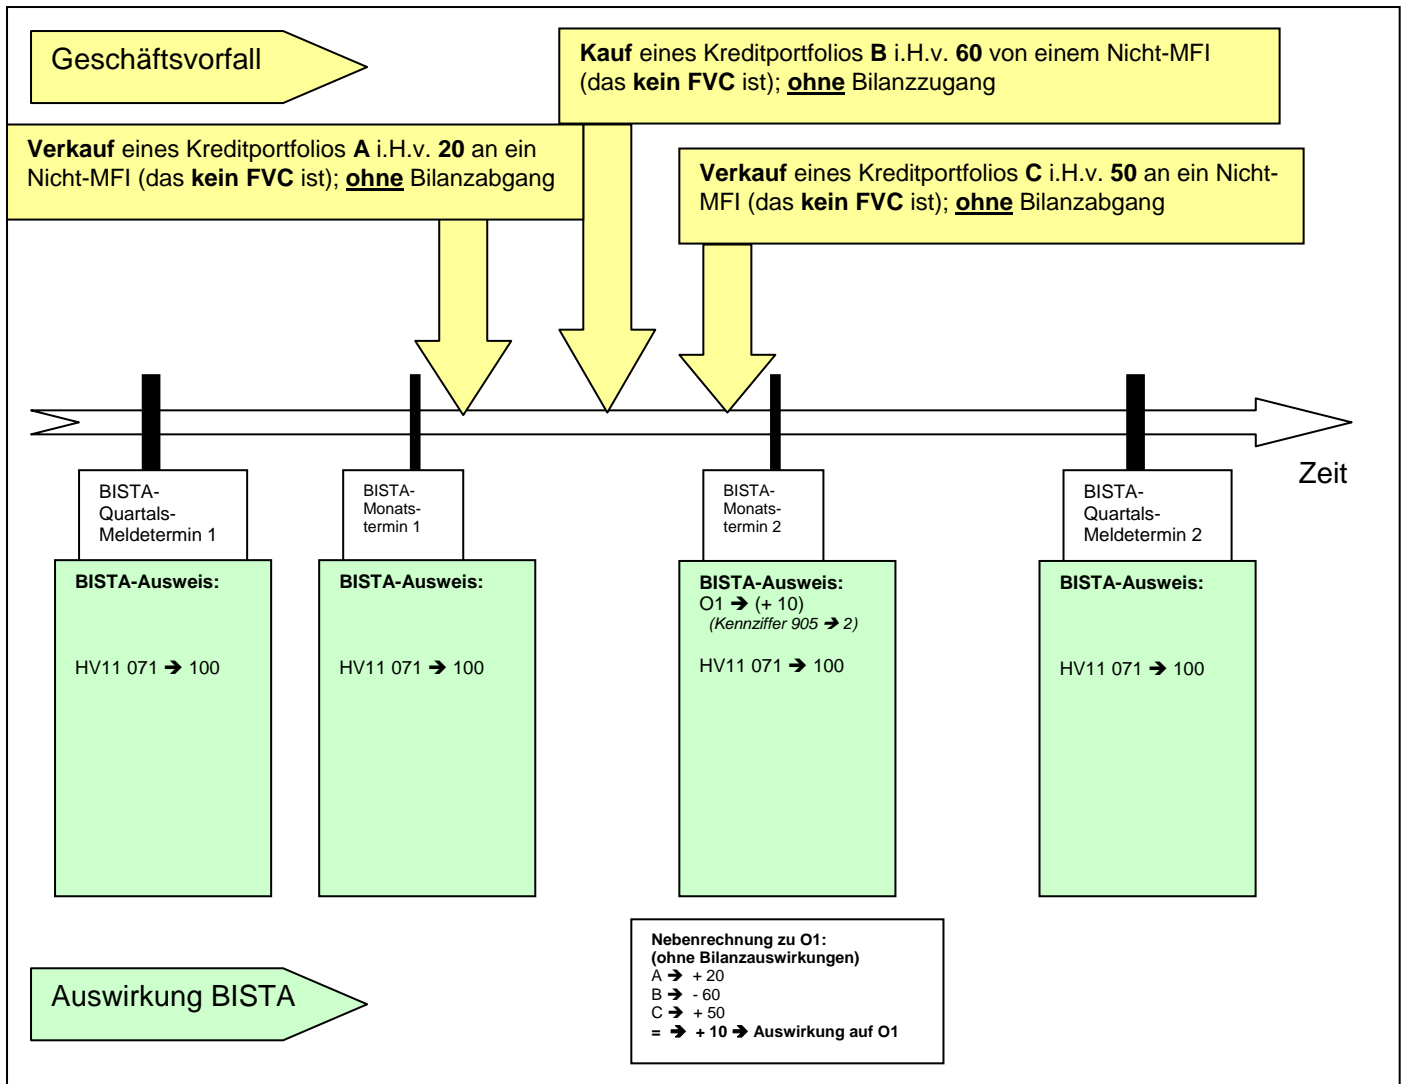 Geschäftsvorfall
Kauf eines Kreditportfolios B i.H.v. 60 von einem Nicht-MFI
(das kein FVC ist); ohne Bilanzzugang
Verkauf eines Kreditportfolios A i.H.v. 20 an ein
Nicht-MFI (das kein FVC ist); ohne Bilanzabgang
Verkauf eines Kreditportfolios C i.H.v. 50 an ein Nicht-
MFI (das kein FVC ist); ohne Bilanzabgang
Zeit
BISTA-
Quartals-
Meldetermin 1
BISTA-Ausweis:
HV11 071 ➔ 100
BISTA-
Monats-
termin 1
BISTA-Ausweis:
HV11 071 ➔ 100
BISTA-
Monats-
termin 2
BISTA-Ausweis:
O1 ➔ (+ 10)
(Kennziffer 905 ➔ 2)
HV11 071 ➔ 100
BISTA-
Quartals-
Meldetermin 2
BISTA-Ausweis:
HV11 071 ➔ 100
Nebenrechnung zu O1:
(ohne Bilanzauswirkungen)
A ➔ + 20
B ➔ - 60
C ➔ + 50
= ➔ + 10 ➔ Auswirkung auf O1
Auswirkung BISTA